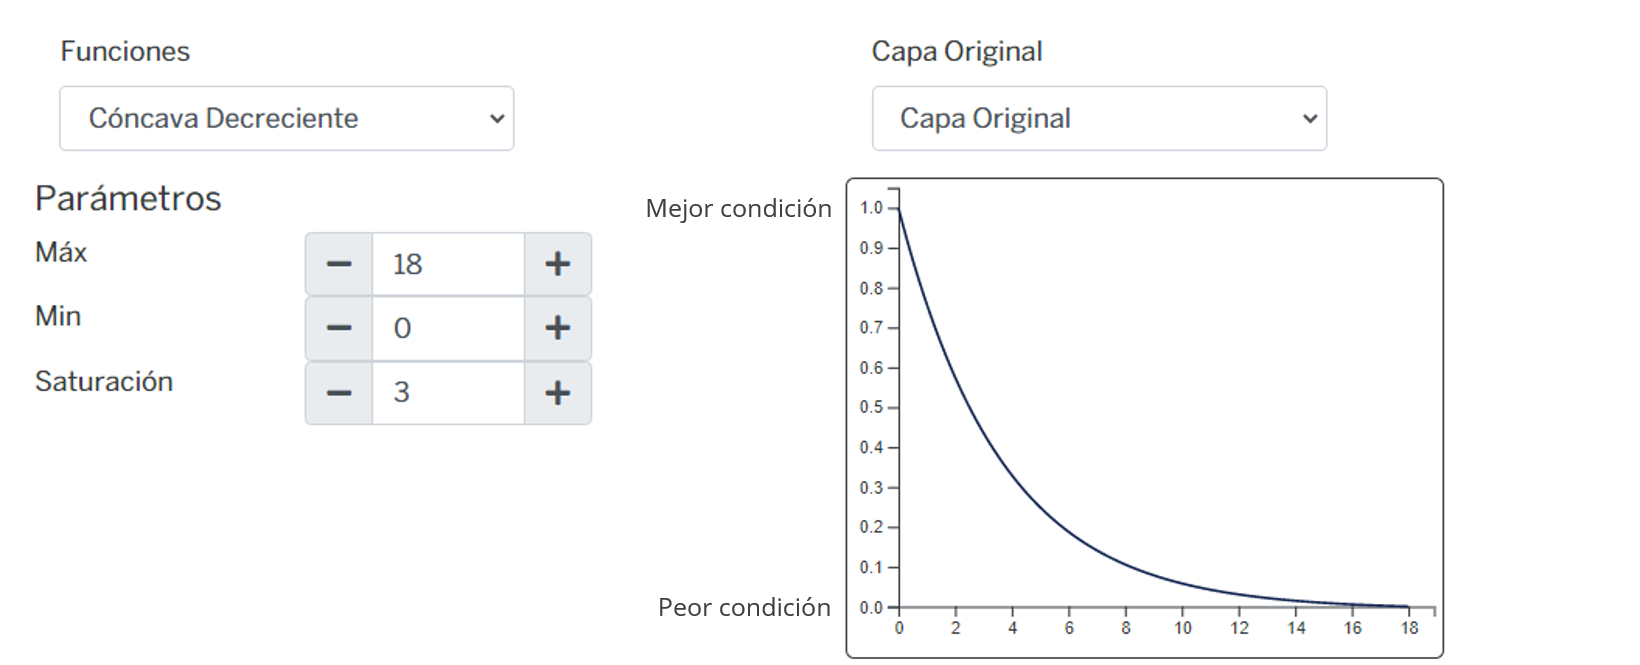 Funciones
Cóncava Decreciente
Parámetros
Máx
18
Min
0
Saturación
3
Capa Original
Capa Original
Mejor condición
Peor condición
1.0
0.9
0.8
0.7
0.6
0.5
0.4
0.3
0.2
0.1
0.0
0 2 4 6 8 10 12 14 16 18